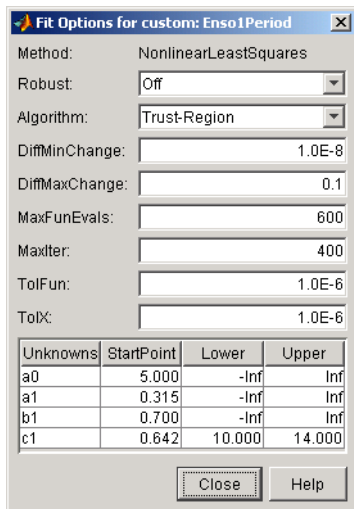 Fit Options for custom: Enso1Period
Method: NonlinearLeastSquares
Robust: Off
Algorithm: Trust-Region
DiffMinChange: 1.0E-8
DiffMaxChange: 0.1
MaxFunEvals: 600
MaxIter: 400
TolFun: 1.0E-6
TolX: 1.0E-6
Unknowns StartPoint Lower Upper
a0 5.000 -Inf Inf
a1 0.315 -Inf Inf
b1 0.700 -Inf Inf
c1 0.642 10.000 14.000
Close Help